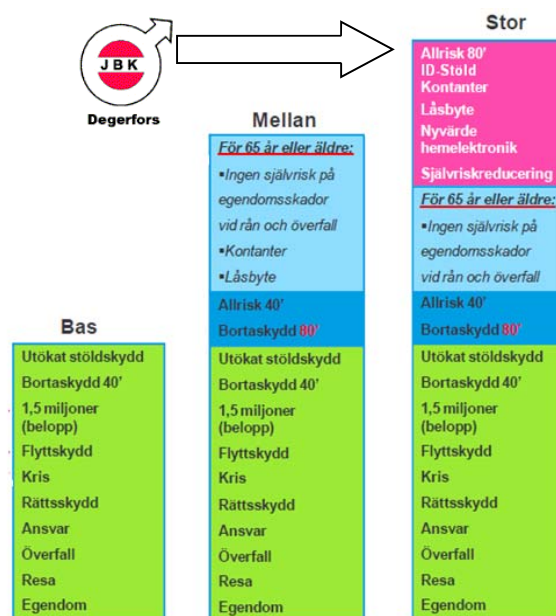 JBK
Degerfors
Stor
Allrisk 80’
ID-Stöld
Kontanter
Låsbyte
Nyvärde
hemelektronik
Självriskreducering
För 65 år eller äldre:
▪Ingen självrisk på
egendomsskador
vid rån och överfall
Allrisk 40’
Bortaskydd 80’
Utökat stöldskydd
Bortaskydd 40’
1,5 miljoner
(belopp)
Flyttskydd
Kris
Rättsskydd
Ansvar
Överfall
Resa
Egendom
Mellan
För 65 år eller äldre:
▪Ingen självrisk på
egendomsskador
vid rån och överfall
▪Kontanter
▪Låsbyte
Allrisk 40’
Bortaskydd 80’
Utökat stöldskydd
Bortaskydd 40’
1,5 miljoner
(belopp)
Flyttskydd
Kris
Rättsskydd
Ansvar
Överfall
Resa
Egendom
Bas
Utökat stöldskydd
Bortaskydd 40’
1,5 miljoner
(belopp)
Flyttskydd
Kris
Rättsskydd
Ansvar
Överfall
Resa
Egendom